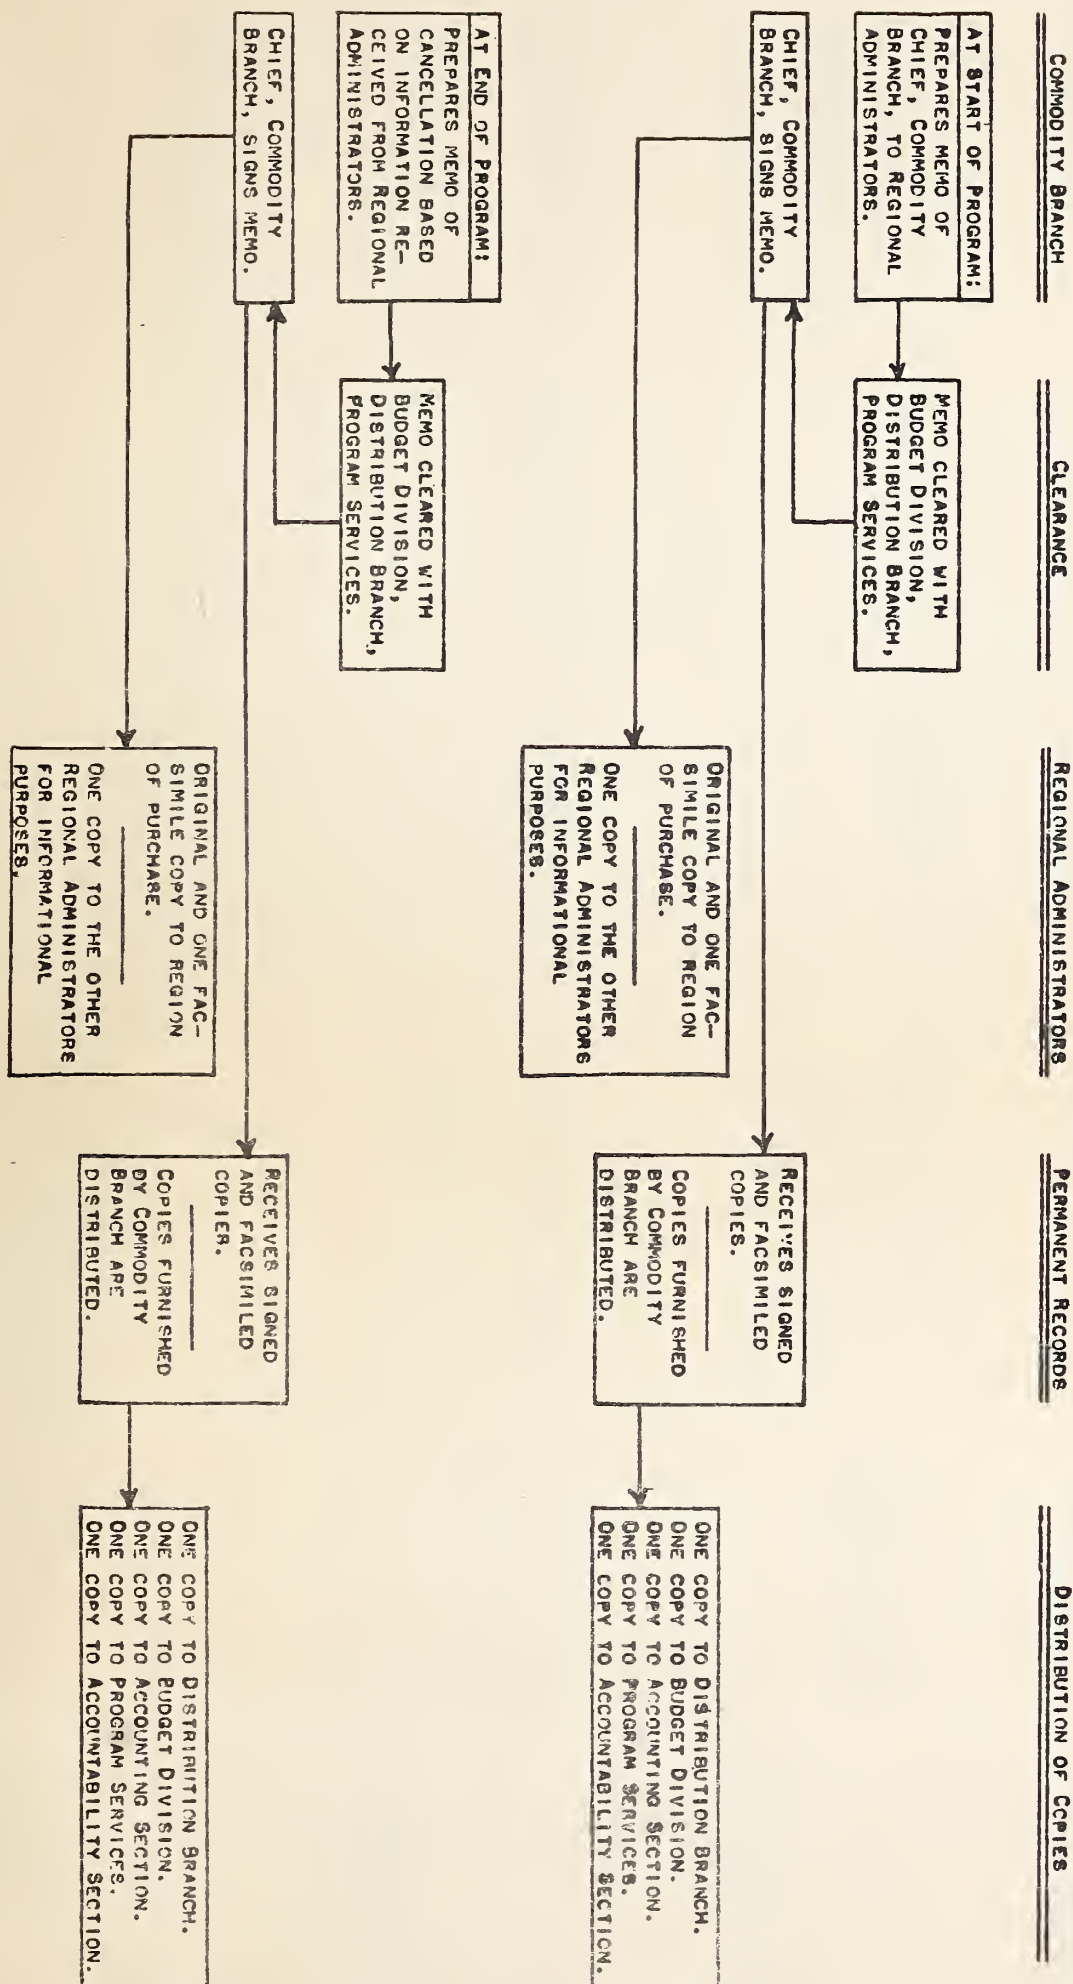 COMMODITY BRANCH
CLEARANCE
REGIONAL ADMINISTRATORS
PERMANENT RECORDS
DISTRIBUTION OF COPIES
AT START OF PROGRAM:
PREPARES MEMO OF
CHIEF, COMMODITY
BRANCH, TO REGIONAL
ADMINISTRATORS.
MEMO CLEARED WITH
BUDGET DIVISION,
DISTRIBUTION BRANCH,
PROGRAM SERVICES.
CHIEF, COMMODITY
BRANCH, SIGNS MEMO.
ORIGINAL AND ONE FAC-
SIMILE COPY TO REGION
OF PURCHASE.
ONE COPY TO THE OTHER
REGIONAL ADMINISTRATORS
FOR INFORMATIONAL
PURPOSES.
RECEIVES SIGNED
AND FACSIMILED
COPIES.
COPIES FURNISHED
BY COMMODITY
BRANCH ARE
DISTRIBUTED.
ONE COPY TO DISTRIBUTION BRANCH.
ONE COPY TO BUDGET DIVISION.
ONE COPY TO ACCOUNTING SECTION.
ONE COPY TO PROGRAM SERVICES.
ONE COPY TO ACCOUNTABILITY SECTION.
AT END OF PROGRAM:
PREPARES MEMO OF
CANCELLATION BASED
ON INFORMATION RE-
CEIVED FROM REGIONAL
ADMINISTRATORS.
MEMO CLEARED WITH
BUDGET DIVISION,
DISTRIBUTION BRANCH,
PROGRAM SERVICES.
CHIEF, COMMODITY
BRANCH, SIGNS MEMO.
ORIGINAL AND ONE FAC-
SIMILE COPY TO REGION
OF PURCHASE.
ONE COPY TO THE OTHER
REGIONAL ADMINISTRATORS
FOR INFORMATIONAL
PURPOSES.
RECEIVES SIGNED
AND FACSIMILED
COPIES.
COPIES FURNISHED
BY COMMODITY
BRANCH ARE
DISTRIBUTED.
ONE COPY TO DISTRIBUTION BRANCH.
ONE COPY TO BUDGET DIVISION.
ONE COPY TO ACCOUNTING SECTION.
ONE COPY TO PROGRAM SERVICES.
ONE COPY TO ACCOUNTABILITY SECTION.